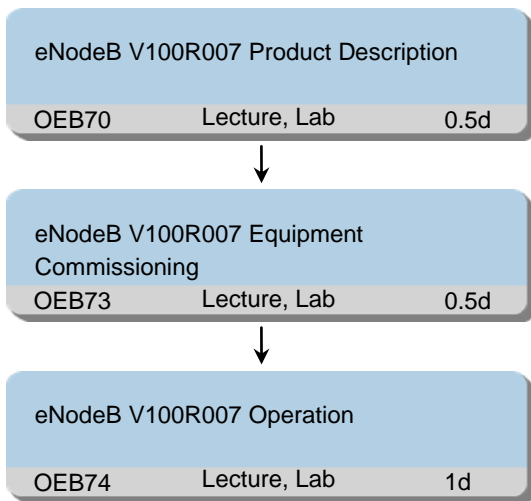 eNodeB V100R007 Product Description
OEB70 Lecture, Lab 0.5d
eNodeB V100R007 Equipment
Commissioning
OEB73 Lecture, Lab 0.5d
eNodeB V100R007 Operation
OEB74 Lecture, Lab 1d